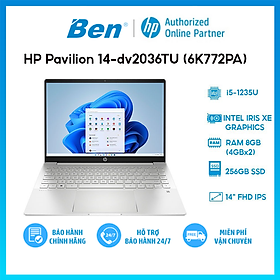 Ben
hp
Authorized
Online Partner
HP Pavilion 14-dv2036TU (6K772PA)
i5-1235U
INTEL IRIS XE
GRAPHICS
RAM 8GB
(4GBx2)
256GB SSD
14" FHD IPS
BẢO HÀNH
CHÍNH HÃNG
HỖ TRỢ
BẢO HÀNH 24/7
MIỄN PHÍ
VẬN CHUYỂN